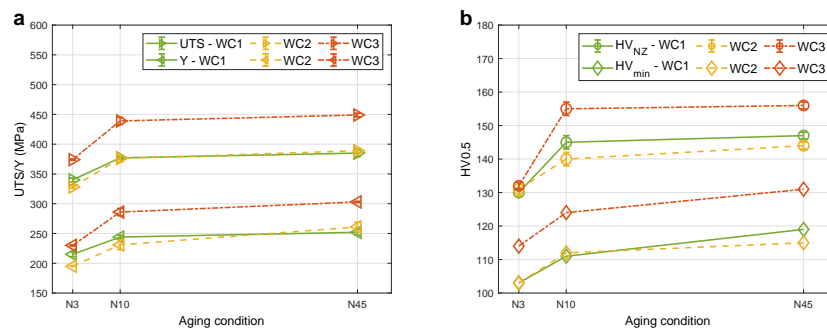 a
UTS - WC1 WC2 WC3
Y - WC1 WC2 WC3
600
550
500
450
400
350
300
250
200
150
UTS/Y (MPa)
N3 N10 N45
Aging condition
b
HV_NZ - WC1 WC2 WC3
HV_min - WC1 WC2 WC3
180
170
160
150
140
130
120
110
100
HV0.5
N3 N10 N45
Aging condition